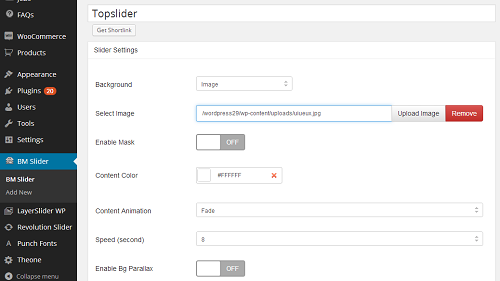 FAQs
WooCommerce
Products
Appearance
Plugins 20
Users
Tools
Settings
BM Slider
BM Slider
Add New
LayerSlider WP
Revolution Slider
Punch Fonts
Theone
Collapse menu
Topslider
Get Shortlink
Slider Settings
Background Image
Select Image /wordpress29/wp-content/uploads/uiueux.jpg Upload Image Remove
Enable Mask OFF
Content Color #FFFFFF
Content Animation Fade
Speed (second) 8
Enable Bg Parallax OFF